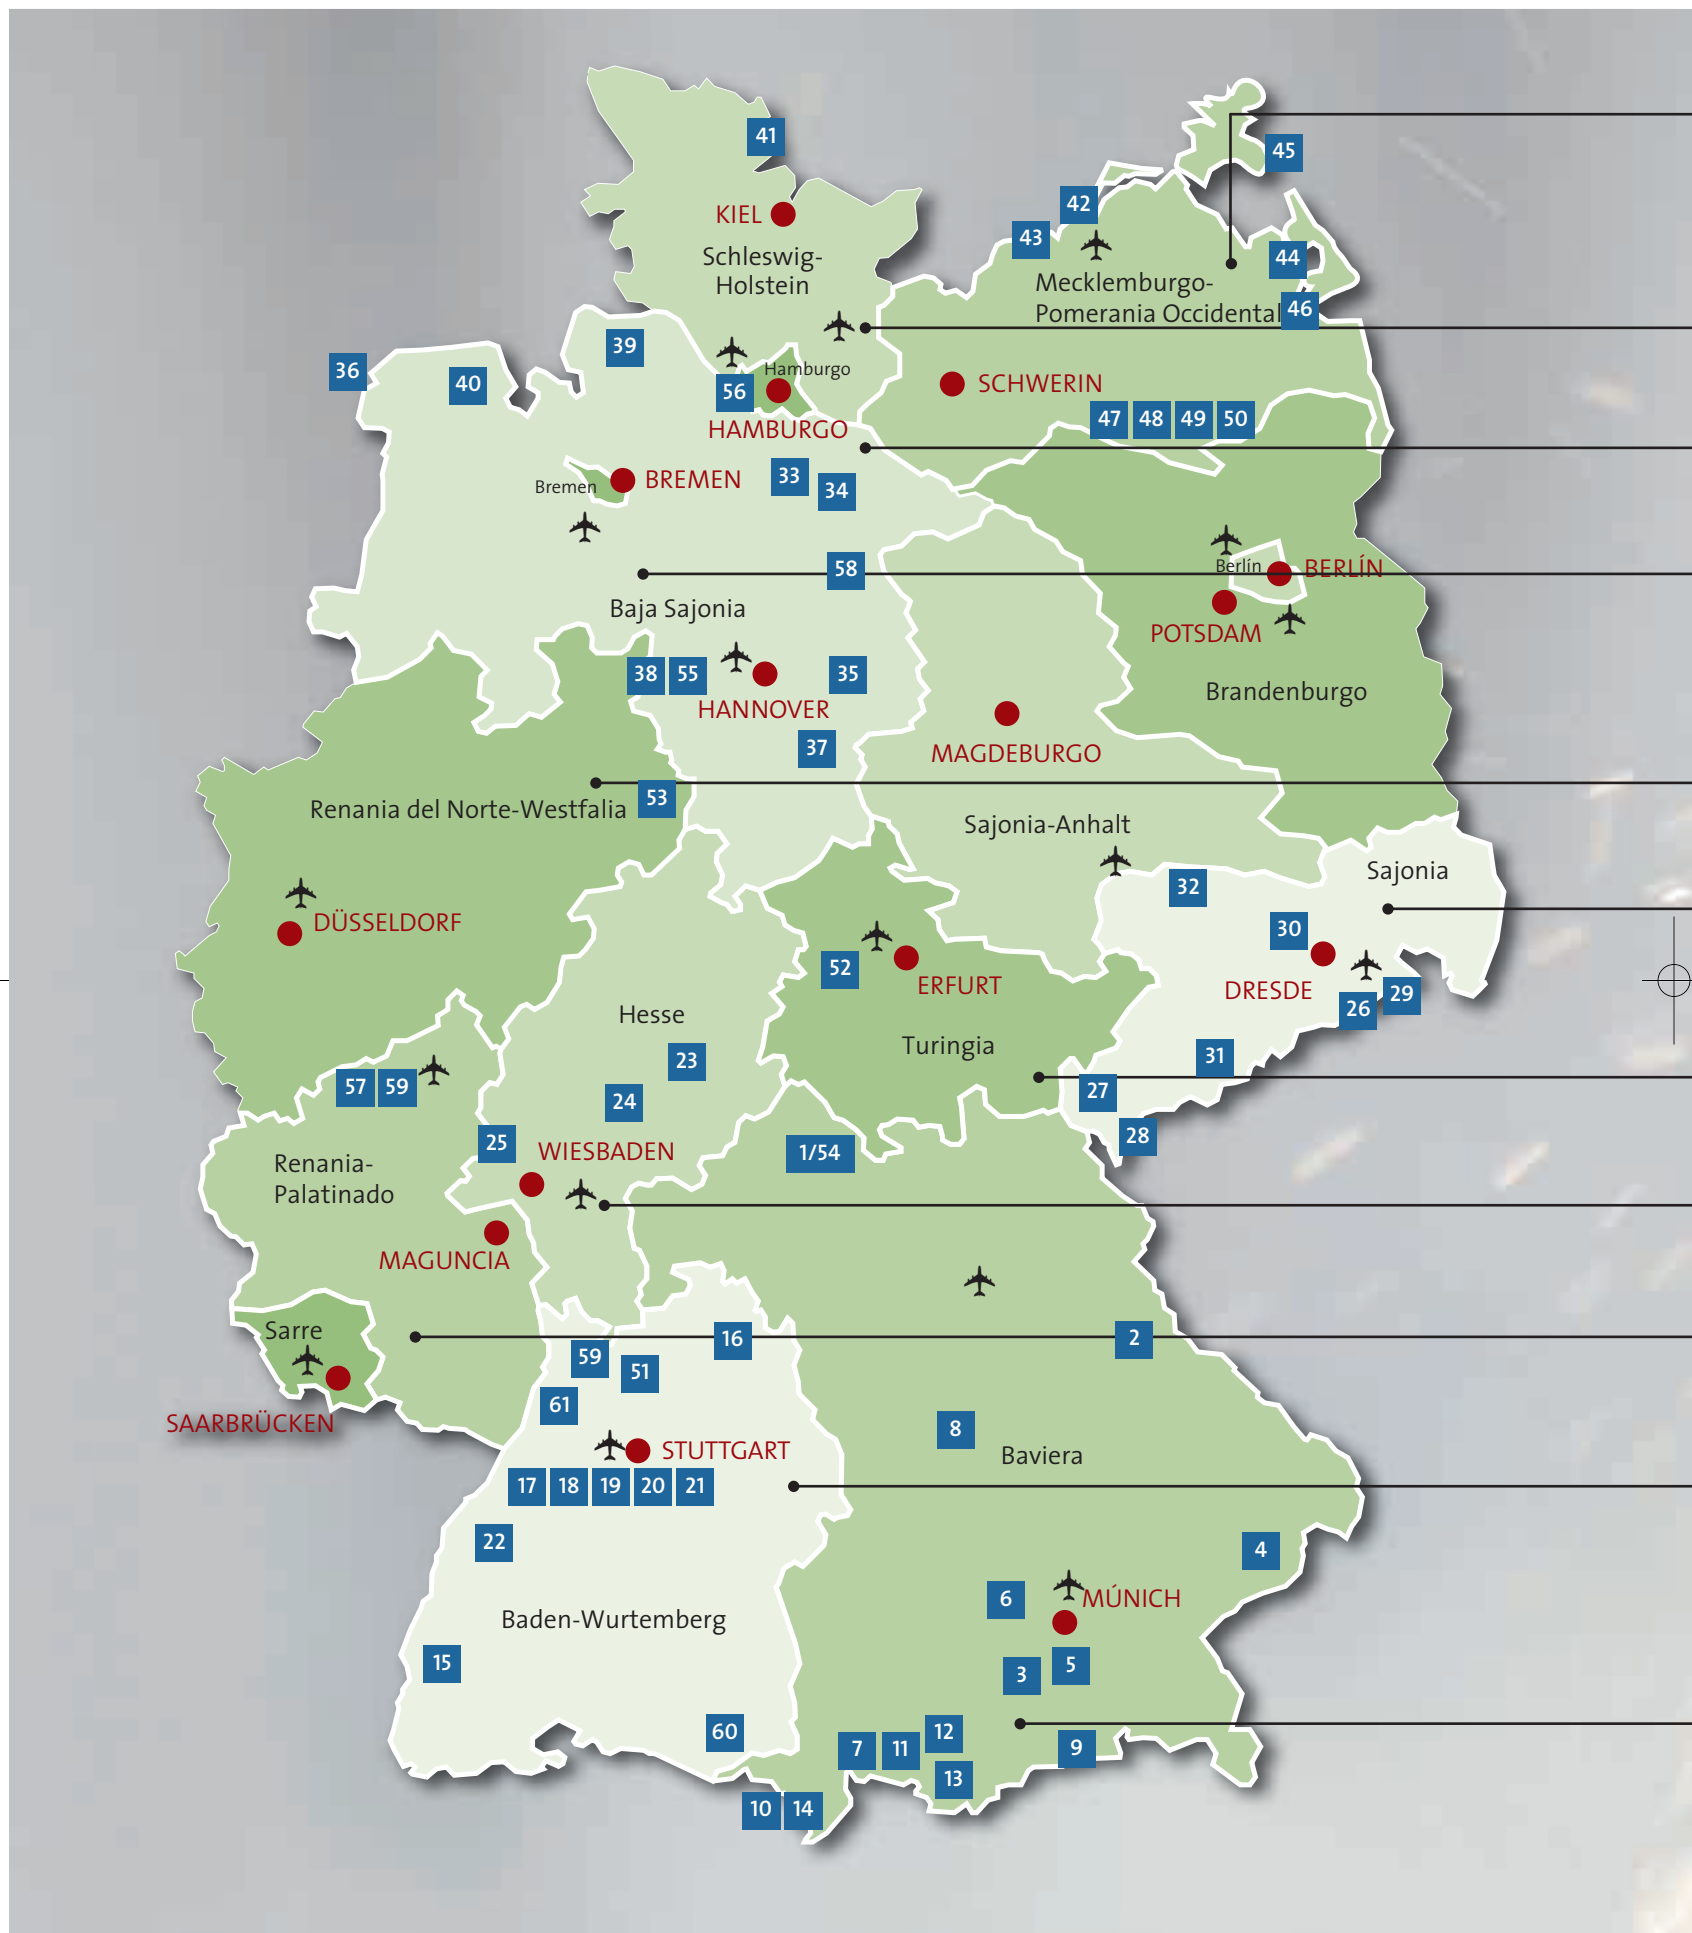 41
45
42
KIEL
43
Schleswig-
Holstein
44
Mecklemburgo-
Pomerania Occidental
46
39
36
40
Hamburgo
56
SCHWERIN
HAMBURGO
47 48 49 50
Bremen
BREMEN
33
34
58
Berlín
BERLÍN
Baja Sajonia
POTSDAM
38 55
35
HANNOVER
Brandenburgo
37
MAGDEBURGO
Renania del Norte-Westfalia
53
Sajonia-Anhalt
Sajonia
32
DÜSSELDORF
30
52
ERFURT
DRESDE
26
29
Hesse
Turingia
23
31
57 59
24
27
25
WIESBADEN
1/54
28
Renania-
Palatinado
MAGUNCIA
Sarre
16
2
59
51
61
SAARBRÜCKEN
8
STUTTGART
Baviera
17 18 19 20 21
22
4
6
MÚNICH
Baden-Wurtemberg
15
3
5
60
7
11
12
9
13
10 14